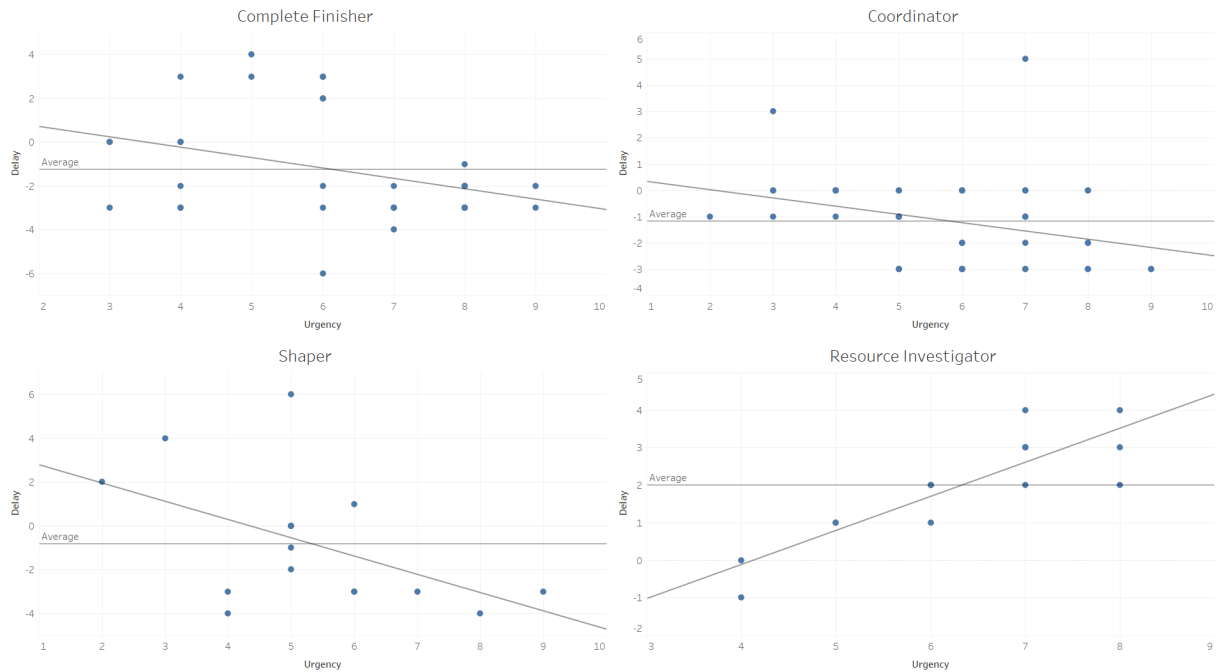 Complete Finisher
Delay
4
2
0
-2
-4
-6
Average
2 3 4 5 6 7 8 9 10
Urgency
Coordinator
Delay
6
5
4
3
2
1
0
-1
-2
-3
-4
Average
1 2 3 4 5 6 7 8 9 10
Urgency
Shaper
Delay
6
4
2
0
-2
-4
Average
1 2 3 4 5 6 7 8 9 10
Urgency
Resource Investigator
Delay
5
4
3
2
1
0
-1
-2
Average
3 4 5 6 7 8 9
Urgency